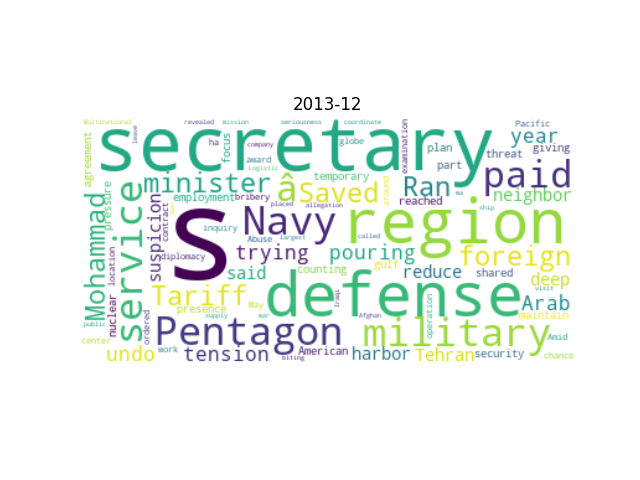 2013-12
Multinational revealed mission seriousness coordinate Pacific
leave ha focus company globe examination plan threat giving year
secretary
agreement award part paid
minister â Saved Ran neighbor
Logistic temporary
pressure employment bribery around reached
Mohammad service suspicion contract placed allegation ship
s Navy region
inquiry Abuse largest called
location diplomacy trying pouring foreign
said counting gulf reduce shared deep
nuclear Tariff May defense Iraqi Arab
presence visit
public ordered supply war Afghan operation maintain
Pentagon military
center work American harbor Amid
undo tension biting Tehran security chance